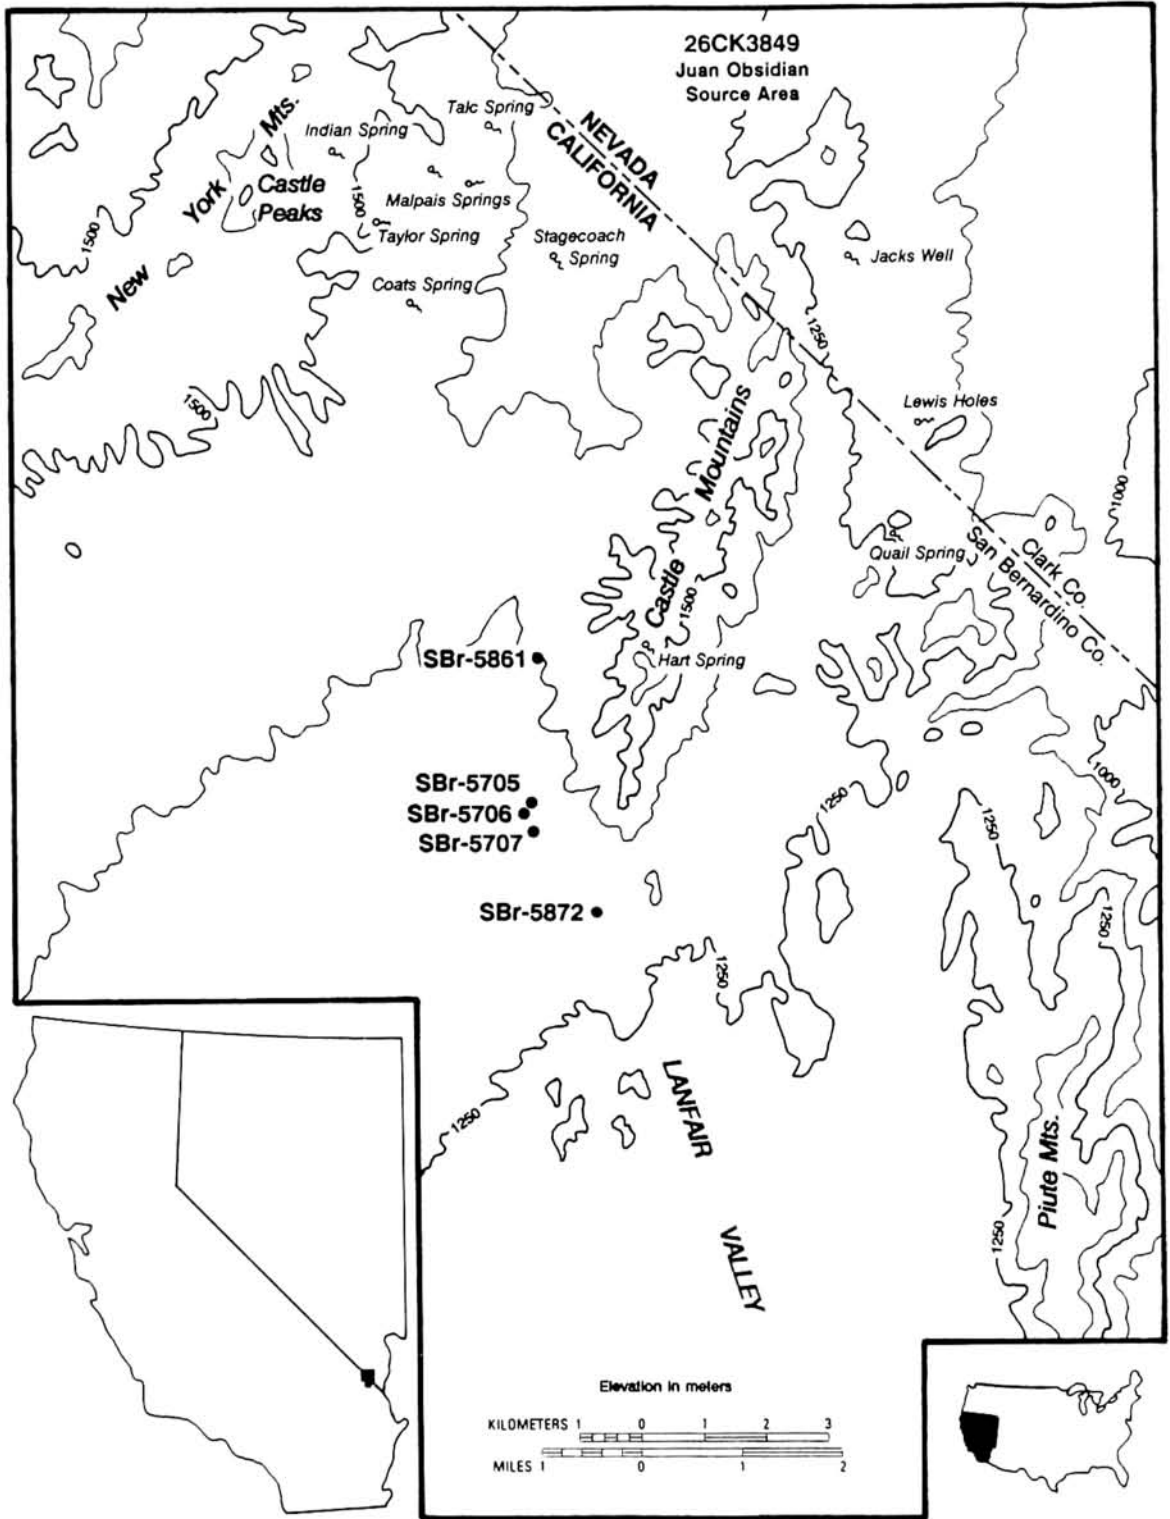 26CK3849
Juan Obsidian
Source Area
Talc Spring
Indian Spring
NEVADA
CALIFORNIA
New York Mts.
Castle
Peaks
Malpais Springs
1500
1500
Taylor Spring
Stagecoach
Spring
Jacks Well
Coats Spring
1250
1500
Lewis Holes
Castle Mountains
1000
Quail Spring
Clark Co.
San Bernardino Co.
1500
SBr-5861
Hart Spring
SBr-5705
SBr-5706
SBr-5707
1250
1250
1000
SBr-5872
1250
1250
1250
LANFAIR
VALLEY
Piute Mts.
1250
Elevation in meters
KILOMETERS 1 0 1 2 3
MILES 1 0 1 2